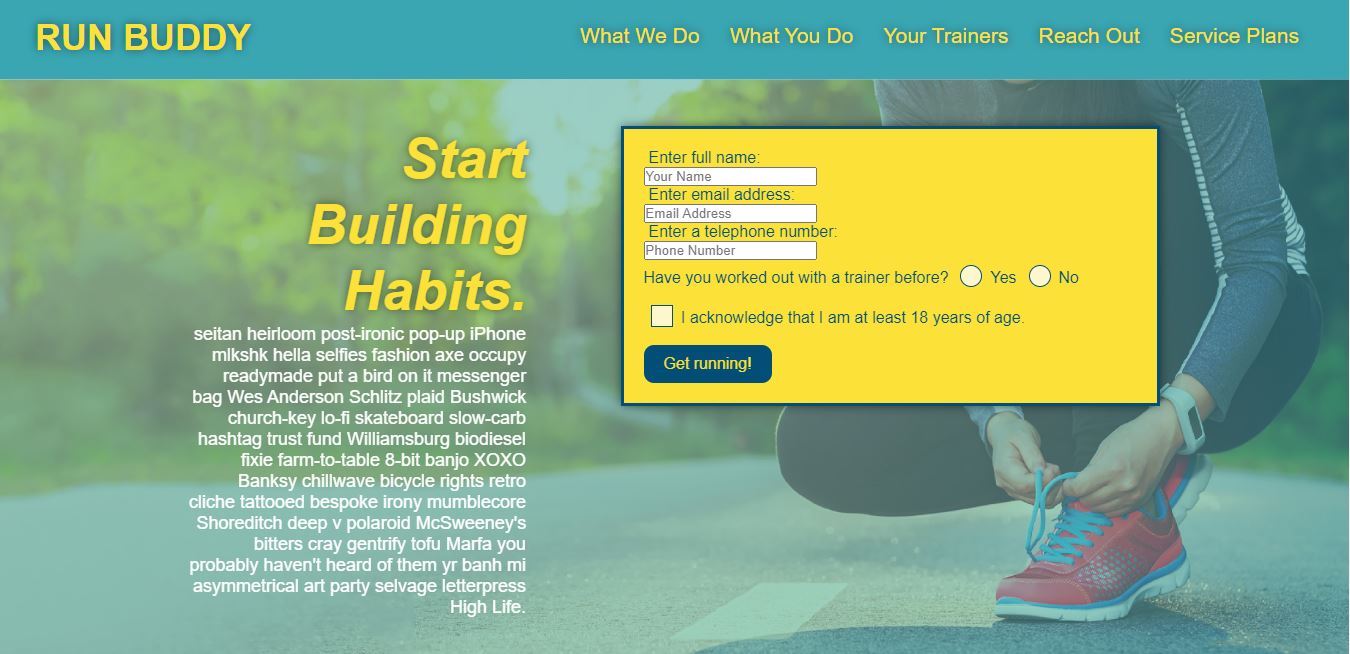 RUN BUDDY
What We Do What You Do Your Trainers Reach Out Service Plans
Start
Building
Habits.
seitan heirloom post-ironic pop-up iPhone
mlkshk hella selfies fashion axe occupy
readymade put a bird on it messenger
bag Wes Anderson Schlitz plaid Bushwick
church-key lo-fi skateboard slow-carb
hashtag trust fund Williamsburg biodiesel
fixie farm-to-table 8-bit banjo XOXO
Banksy chillwave bicycle rights retro
cliche tattooed bespoke irony mumblecore
Shoreditch deep v polaroid McSweeney's
bitters cray gentrify tofu Marfa you
probably haven't heard of them yr banh mi
asymmetrical art party selvage letterpress
High Life.
Enter full name:
Your Name
Enter email address:
Email Address
Enter a telephone number:
Phone Number
Have you worked out with a trainer before? Yes No
I acknowledge that I am at least 18 years of age.
Get running!